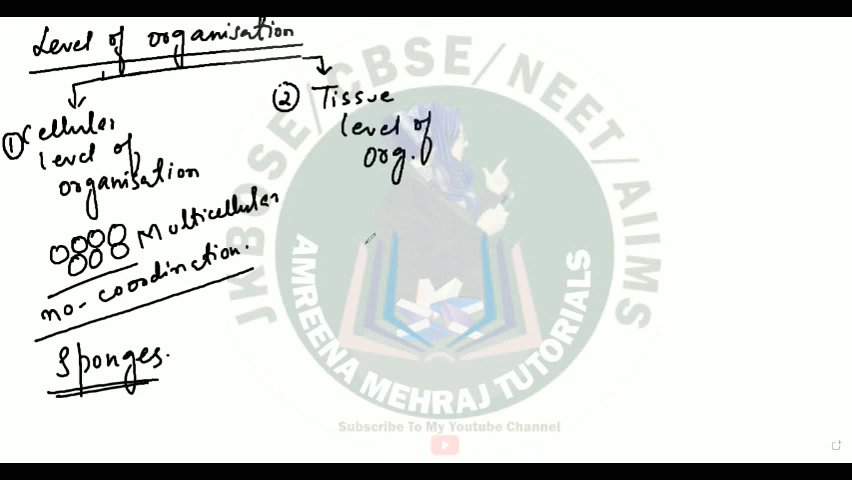 Level of organisation
① Cellular
level of
organisation
Multicellular
no-coordination.
Sponges.
② Tissue
level of
org.
JKBOSE/CBSE/NEET/AIIMS
AMREENA MEHRAJ TUTORIALS
Subscribe To My Youtube Channel